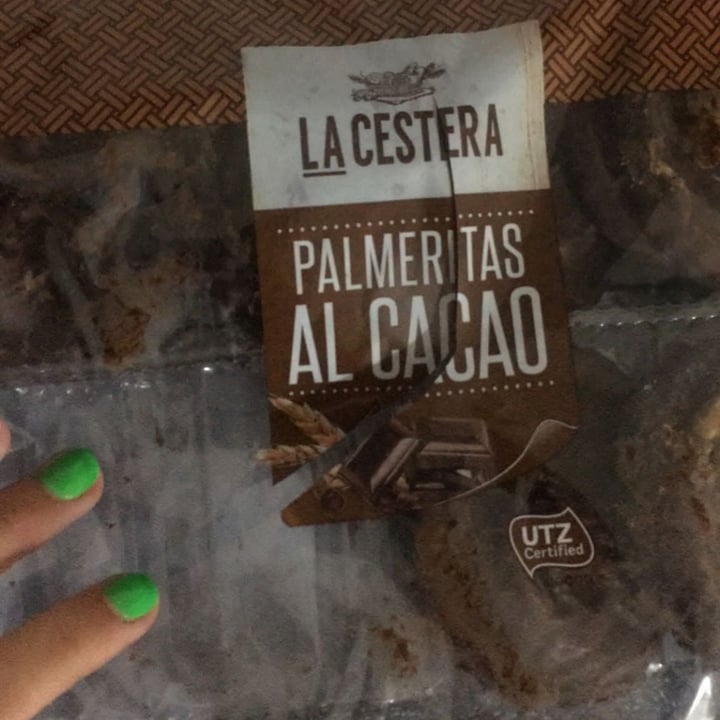 LA CESTERA
PALMERITAS
AL CACAO
UTZ
Certified